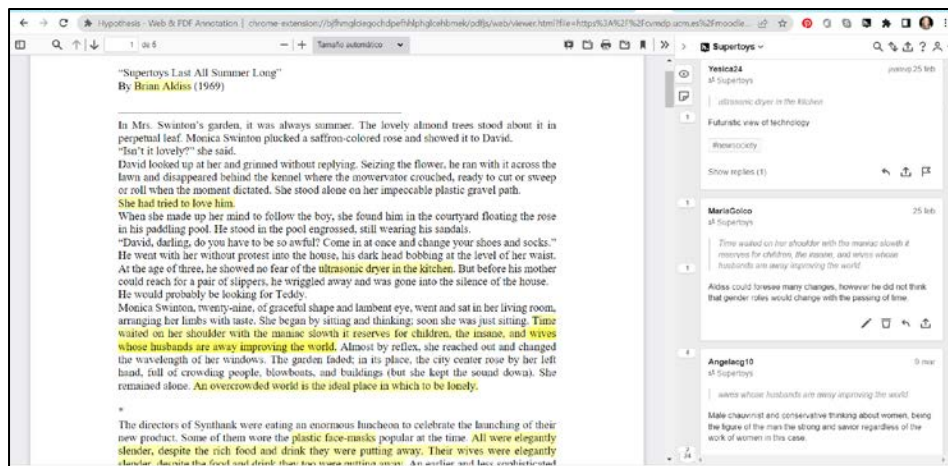 Hypothesis - Web & PDF Annotation | chrome-extension://
1 de 6
Tamaño automático
"Supertoys Last All Summer Long"
By Brian Aldiss (1969)
In Mrs. Swinton's garden, it was always summer. The lovely almond trees stood about it in
perpetual leaf. Monica Swinton plucked a saffron-colored rose and showed it to David.
"Isn't it lovely?" she said.
David looked up at her and grinned without replying. Seizing the flower, he ran with it across the
lawn and disappeared behind the kennel where the mowervator crouched, ready to cut or sweep
or roll when the moment dictated. She stood alone on her impeccable plastic gravel path.
She had tried to love him.
When she made up her mind to follow the boy, she found him in the courtyard floating the rose
in his paddling pool. He stood in the pool engrossed, still wearing his sandals.
"David, darling, do you have to be so awful? Come in at once and change your shoes and socks."
He went with her without protest into the house, his dark head bobbing at the level of her waist.
At the age of three, he showed no fear of the ultrasonic dryer in the kitchen. But before his mother
could reach for a pair of slippers, he wriggled away and was gone into the silence of the house.
He would probably be looking for Teddy.
Monica Swinton, twenty-nine, of graceful shape and lambent eye, went and sat in her living room,
arranging her limbs with taste. She began by sitting and thinking; soon she was just sitting. Time
waited on her shoulder with the maniac slowth it reserves for children, the insane, and wives
whose husbands are away improving the world. Almost by reflex, she reached out and changed
the wavelength of her windows. The garden faded; in its place, the city center rose by her left
hand, full of crowding people, blowboats, and buildings (but she kept the sound down). She
remained alone. An overcrowded world is the ideal place in which to be lonely.
*
The directors of Synthank were eating an enormous luncheon to celebrate the launching of their
new product. Some of them wore the plastic face-masks popular at the time. All were elegantly
slender, despite the rich food and drink they were putting away. Their wives were elegantly
slender, despite the food and drink they too were putting away. An earlier and less sophisticated
Supertoys
Yesica24
25 feb
Supertoys
ultrasonic dryer in the kitchen
Futuristic view of technology
#newsociety
Show replies (1)
MariaGolco
25 feb
Supertoys
Time waited on her shoulder with the maniac slowth it
reserves for children, the insane, and wives whose
husbands are away improving the world
Aldiss could foresee many changes, however he did not think
that gender roles would change with the passing of time.
Angelacg10
9 mar
Supertoys
wives whose husbands are away improving the world
Male chauvinist and conservative thinking about women, being
the figure of the man the strong and savior regardless of the
work of women in this case.